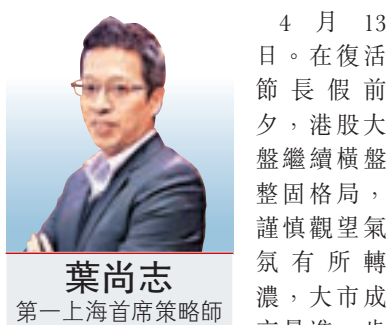 葉尚志
第一上海首席策略師
4月13
日。在復活
節長假前
夕，港股大
盤繼續橫盤
整固格局，
謹慎觀望氣
氛有所轉
濃，大市成